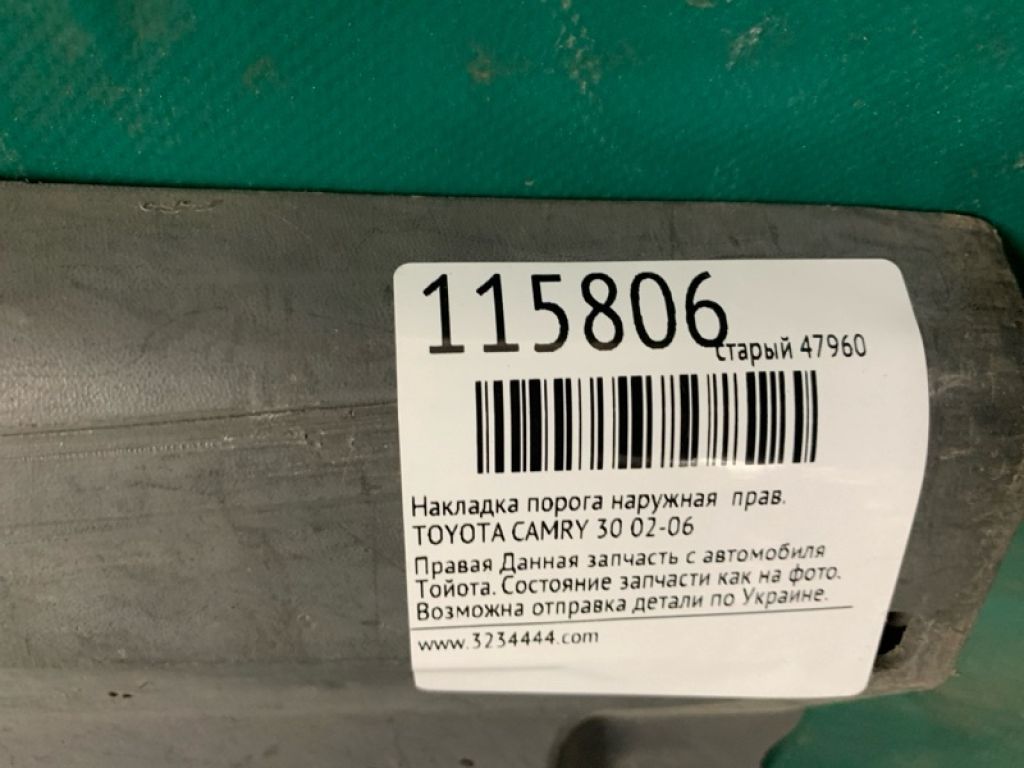 115806
старый 47960
Накладка порога наружная прав.
TOYOTA CAMRY 30 02-06
Правая Данная запчасть с автомобиля
Тойота. Состояние запчасти как на фото.
Возможна отправка детали по Украине.
www.3234444.com